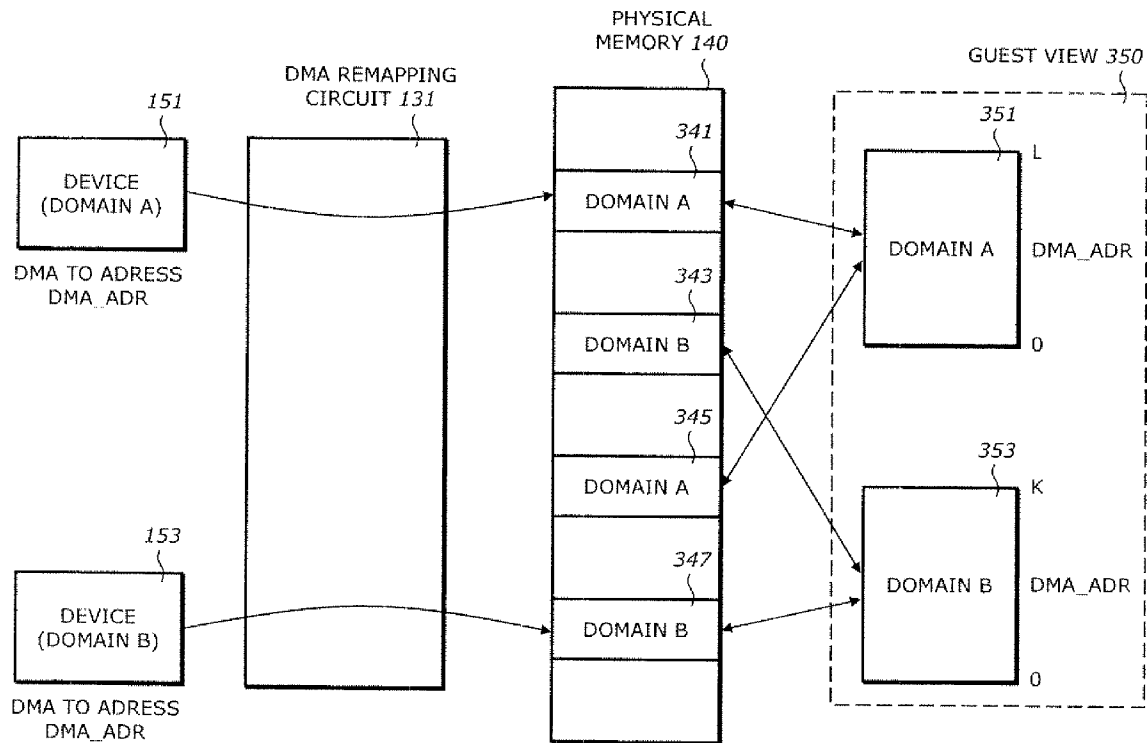 PHYSICAL
MEMORY 140
GUEST VIEW 350
DMA REMAPPING
CIRCUIT 131
151
341
351
L
DEVICE
(DOMAIN A)
DOMAIN A
DOMAIN A
DMA_ADR
DMA TO ADRESS
DMA_ADR
343
DOMAIN B
0
345
353
DOMAIN A
K
153
347
DEVICE
(DOMAIN B)
DOMAIN B
DOMAIN B
DMA_ADR
0
DMA TO ADRESS
DMA_ADR